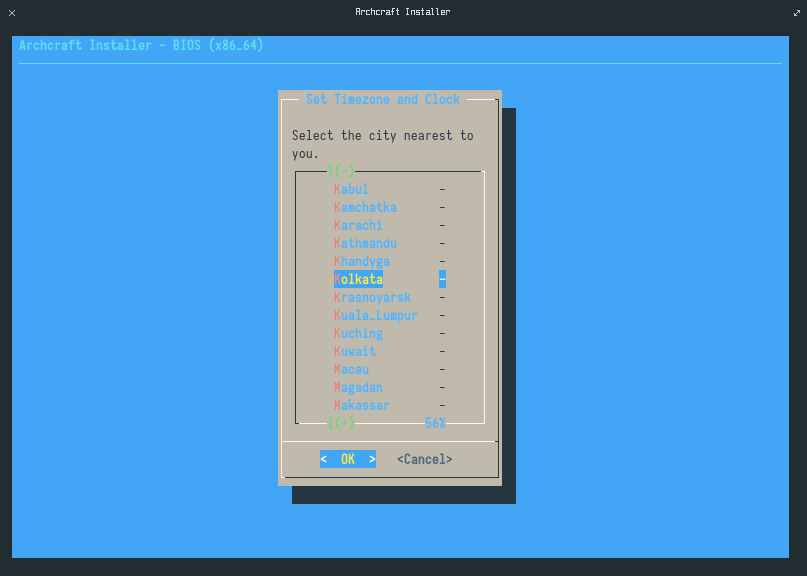 Archcraft Installer
Archcraft Installer - BIOS (x86_64)
Set Timezone and Clock
Select the city nearest to
you.
↑(-)
Kabul -
Kamchatka -
Karachi -
Kathmandu -
Khandyga -
Kolkata -
Krasnoyarsk -
Kuala_Lumpur -
Kuching -
Kuwait -
Macau -
Magadan -
Makassar -
↓(+) 56%
< OK > <Cancel>